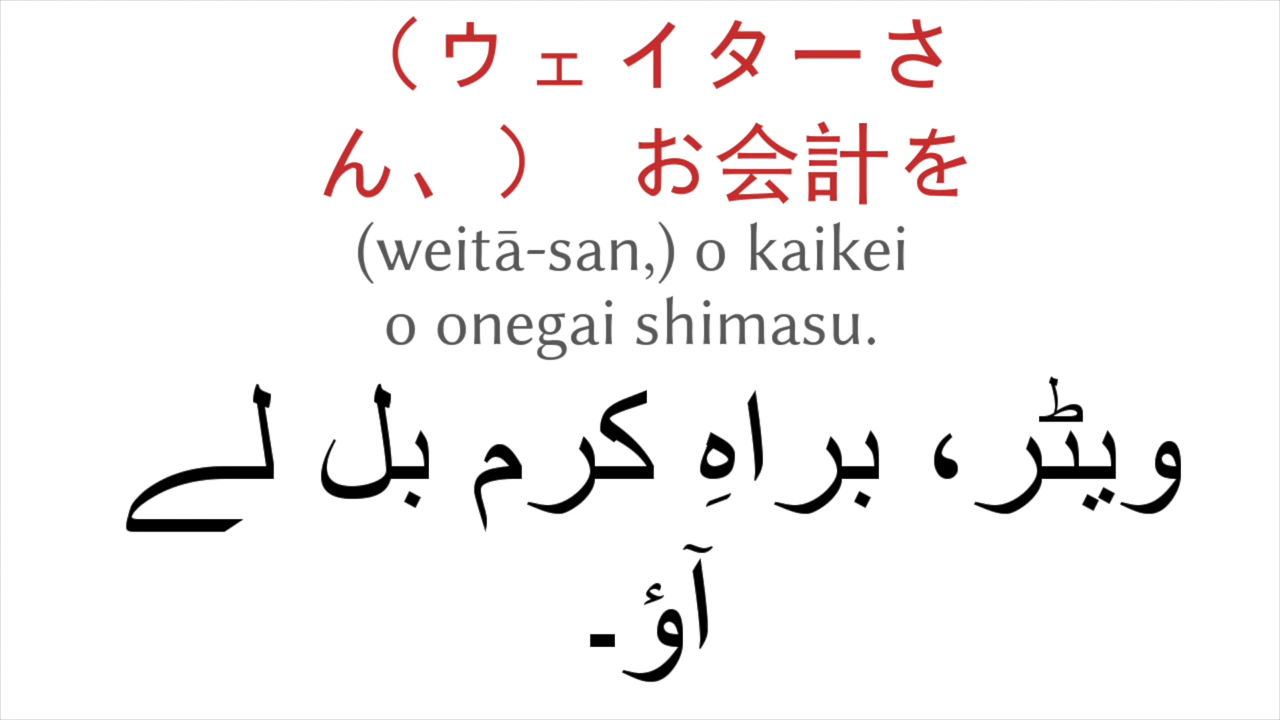 （ウェイターさ
ん、） お会計を
(weitā-san,) o kaikei
o onegai shimasu.
ویٹر، براہِ کرم بل لے
آؤ۔